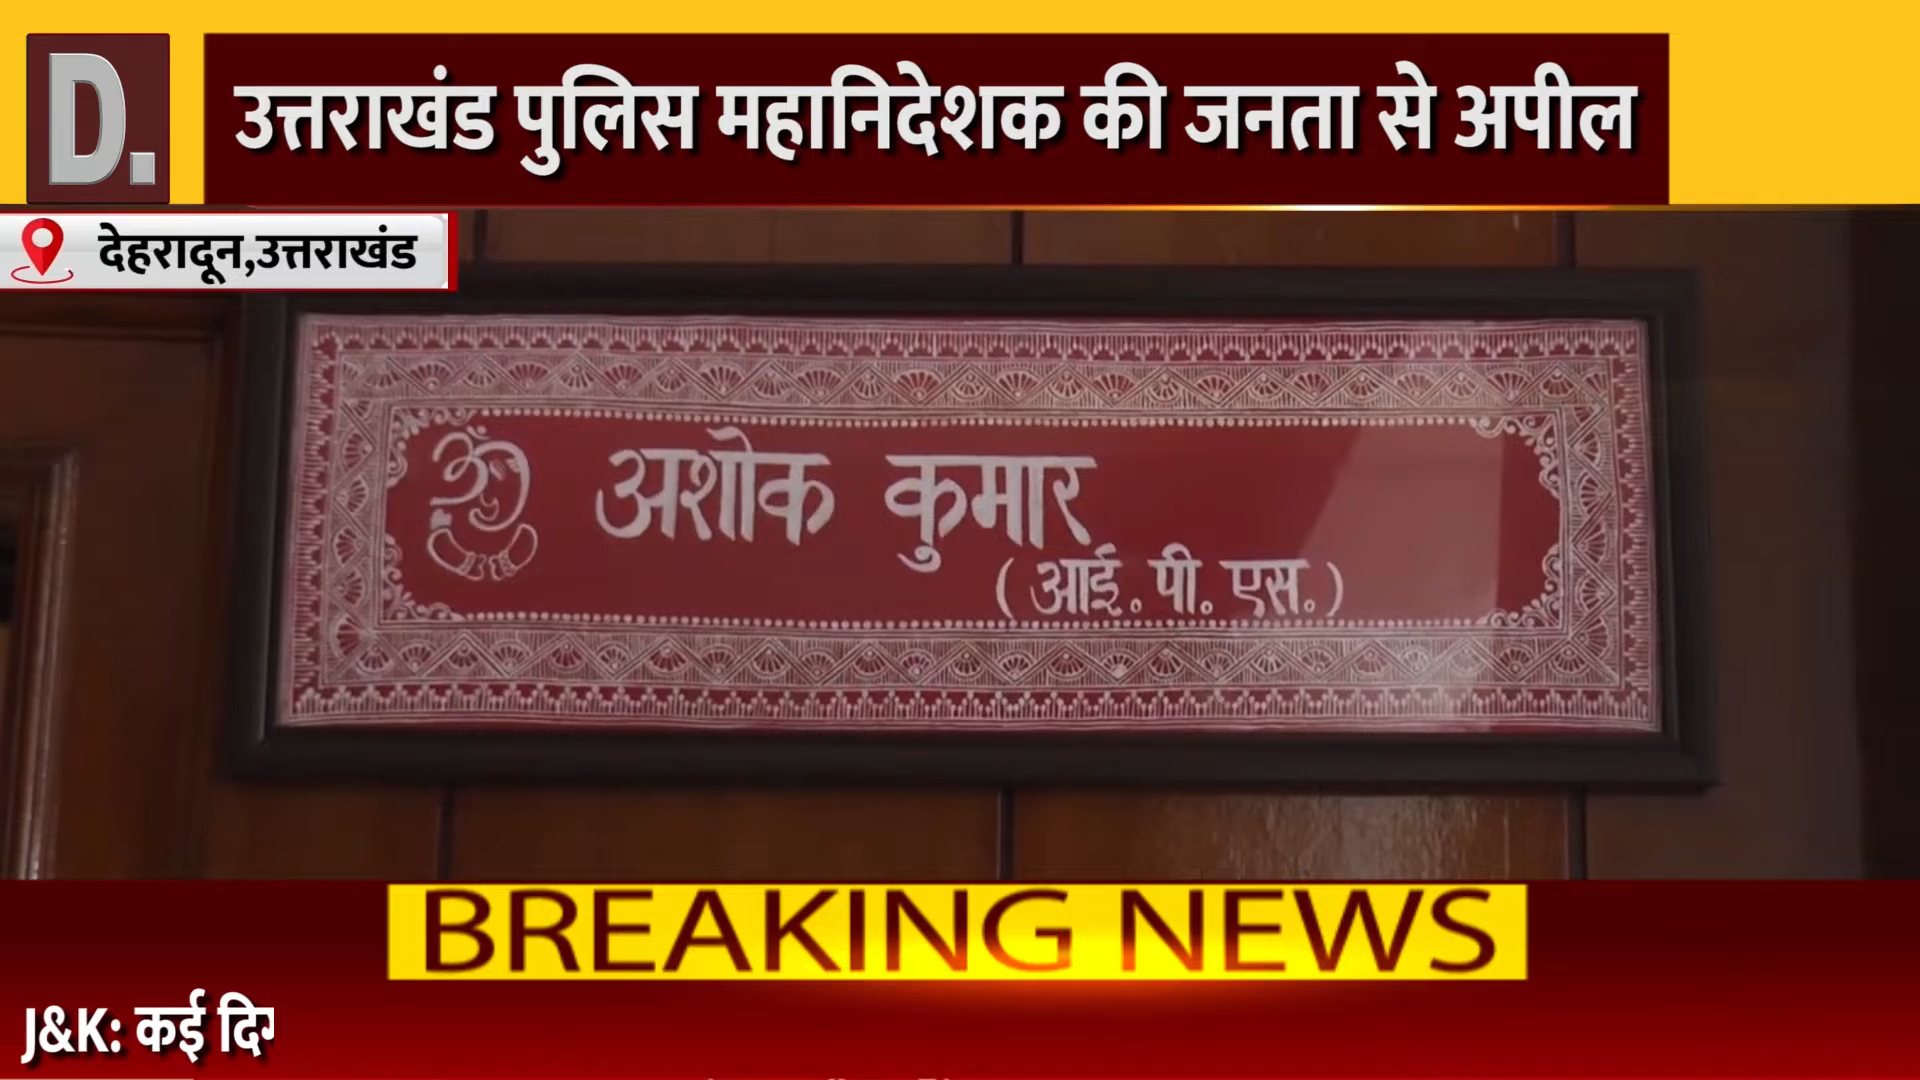 D.
उत्तराखंड पुलिस महानिदेशक की जनता से अपील
देहरादून,उत्तराखंड
अशोक कुमार
(आई.पी.एस.)
BREAKING NEWS
J&K: कई